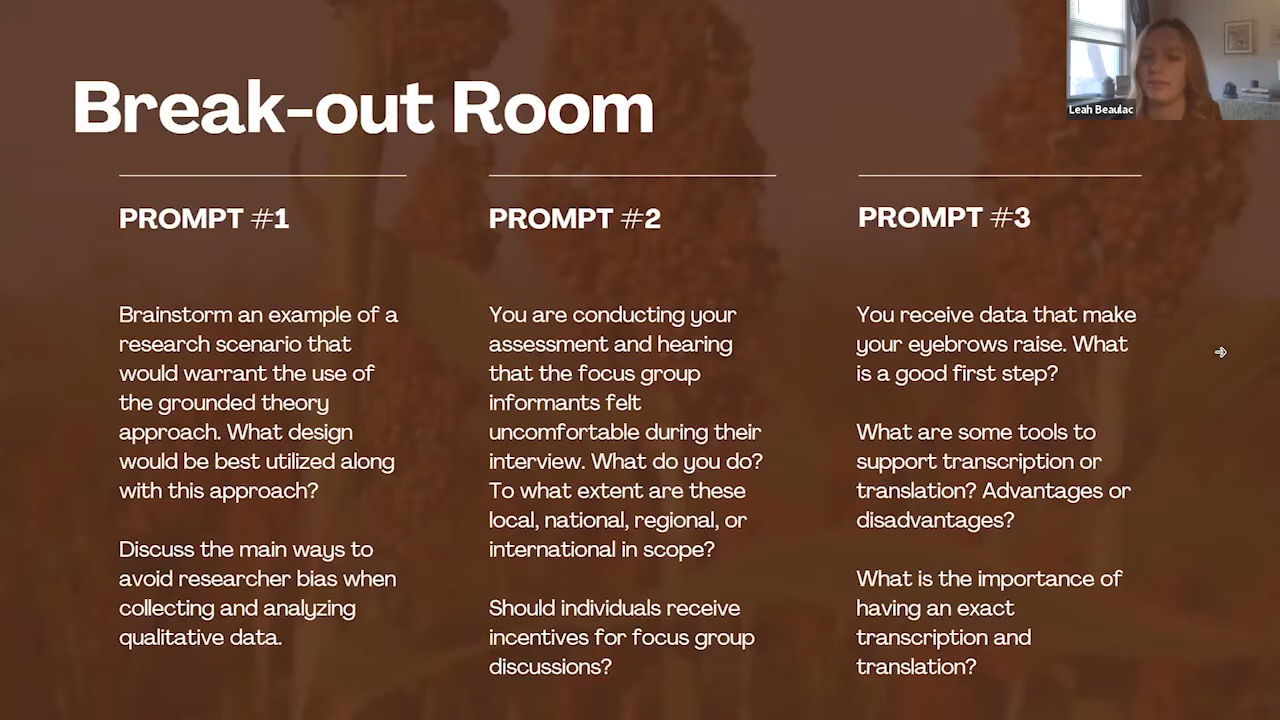 Break-out Room
Leah Beaulac
PROMPT #1
Brainstorm an example of a
research scenario that
would warrant the use of
the grounded theory
approach. What design
would be best utilized along
with this approach?
Discuss the main ways to
avoid researcher bias when
collecting and analyzing
qualitative data.
PROMPT #2
You are conducting your
assessment and hearing
that the focus group
informants felt
uncomfortable during their
interview. What do you do?
To what extent are these
local, national, regional, or
international in scope?
Should individuals receive
incentives for focus group
discussions?
PROMPT #3
You receive data that make
your eyebrows raise. What
is a good first step?
What are some tools to
support transcription or
translation? Advantages or
disadvantages?
What is the importance of
having an exact
transcription and
translation?